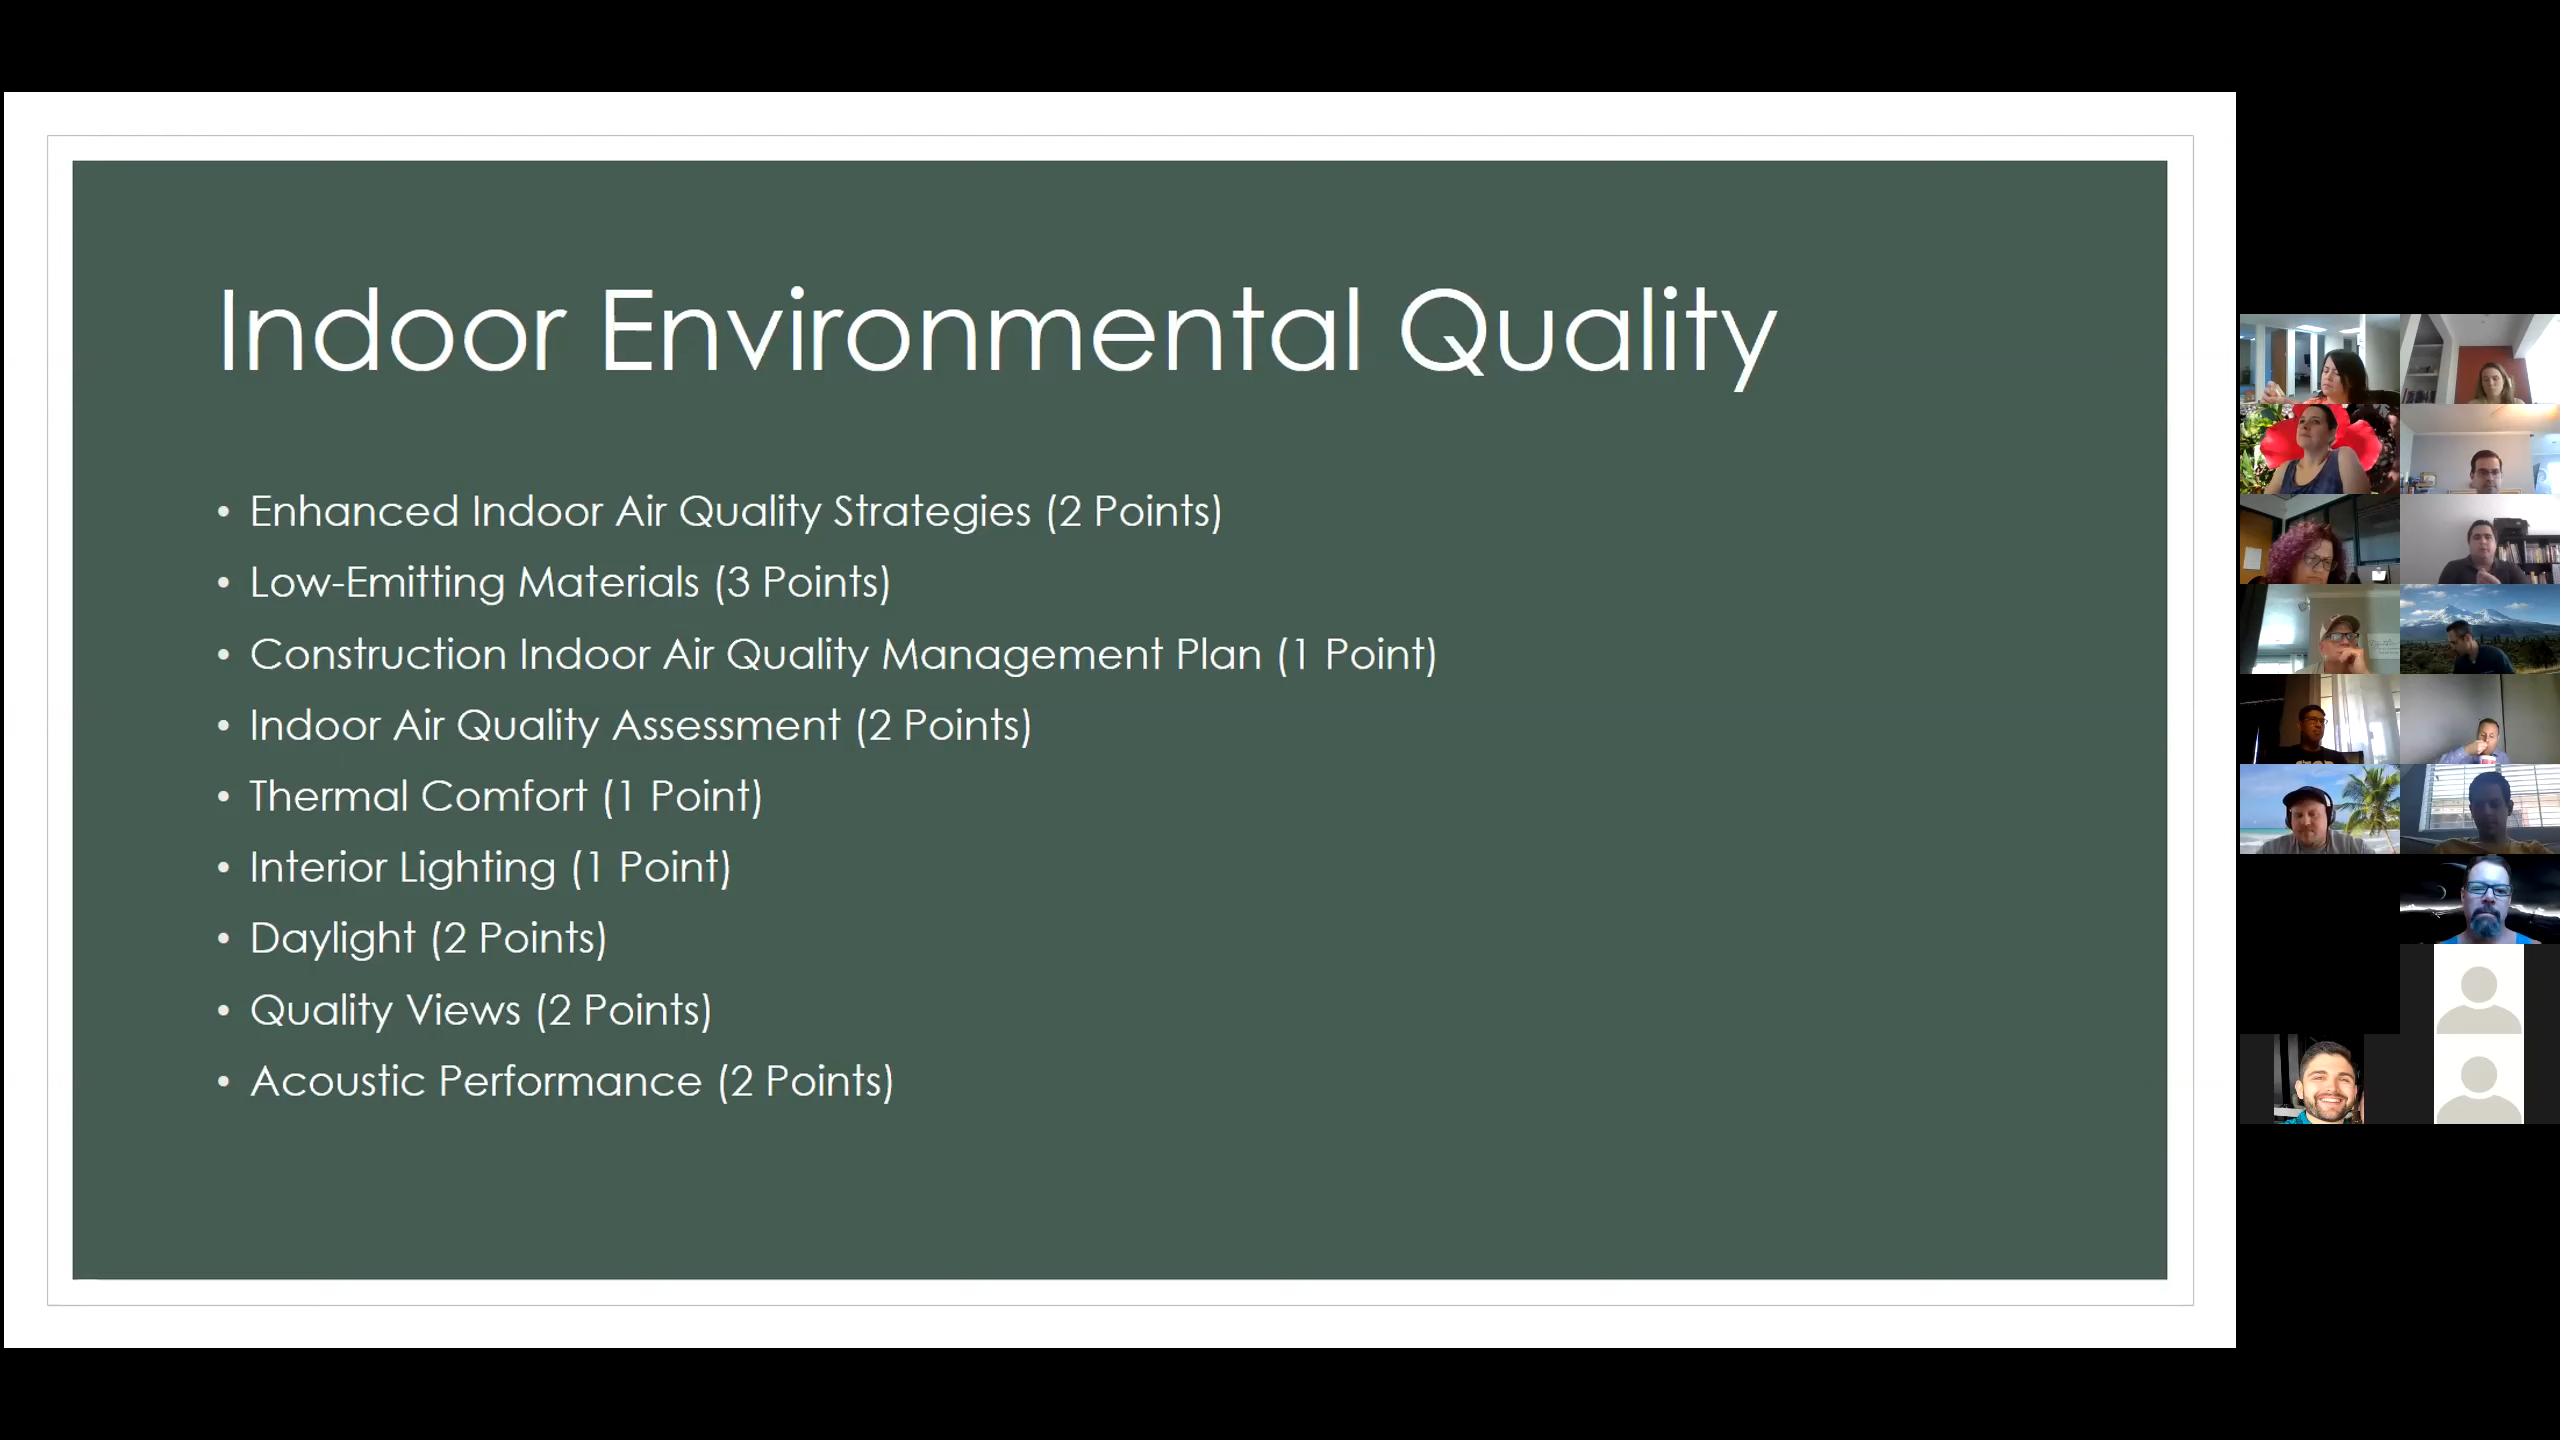 Indoor Environmental Quality
• Enhanced Indoor Air Quality Strategies (2 Points)
• Low-Emitting Materials (3 Points)
• Construction Indoor Air Quality Management Plan (1 Point)
• Indoor Air Quality Assessment (2 Points)
• Thermal Comfort (1 Point)
• Interior Lighting (1 Point)
• Daylight (2 Points)
• Quality Views (2 Points)
• Acoustic Performance (2 Points)